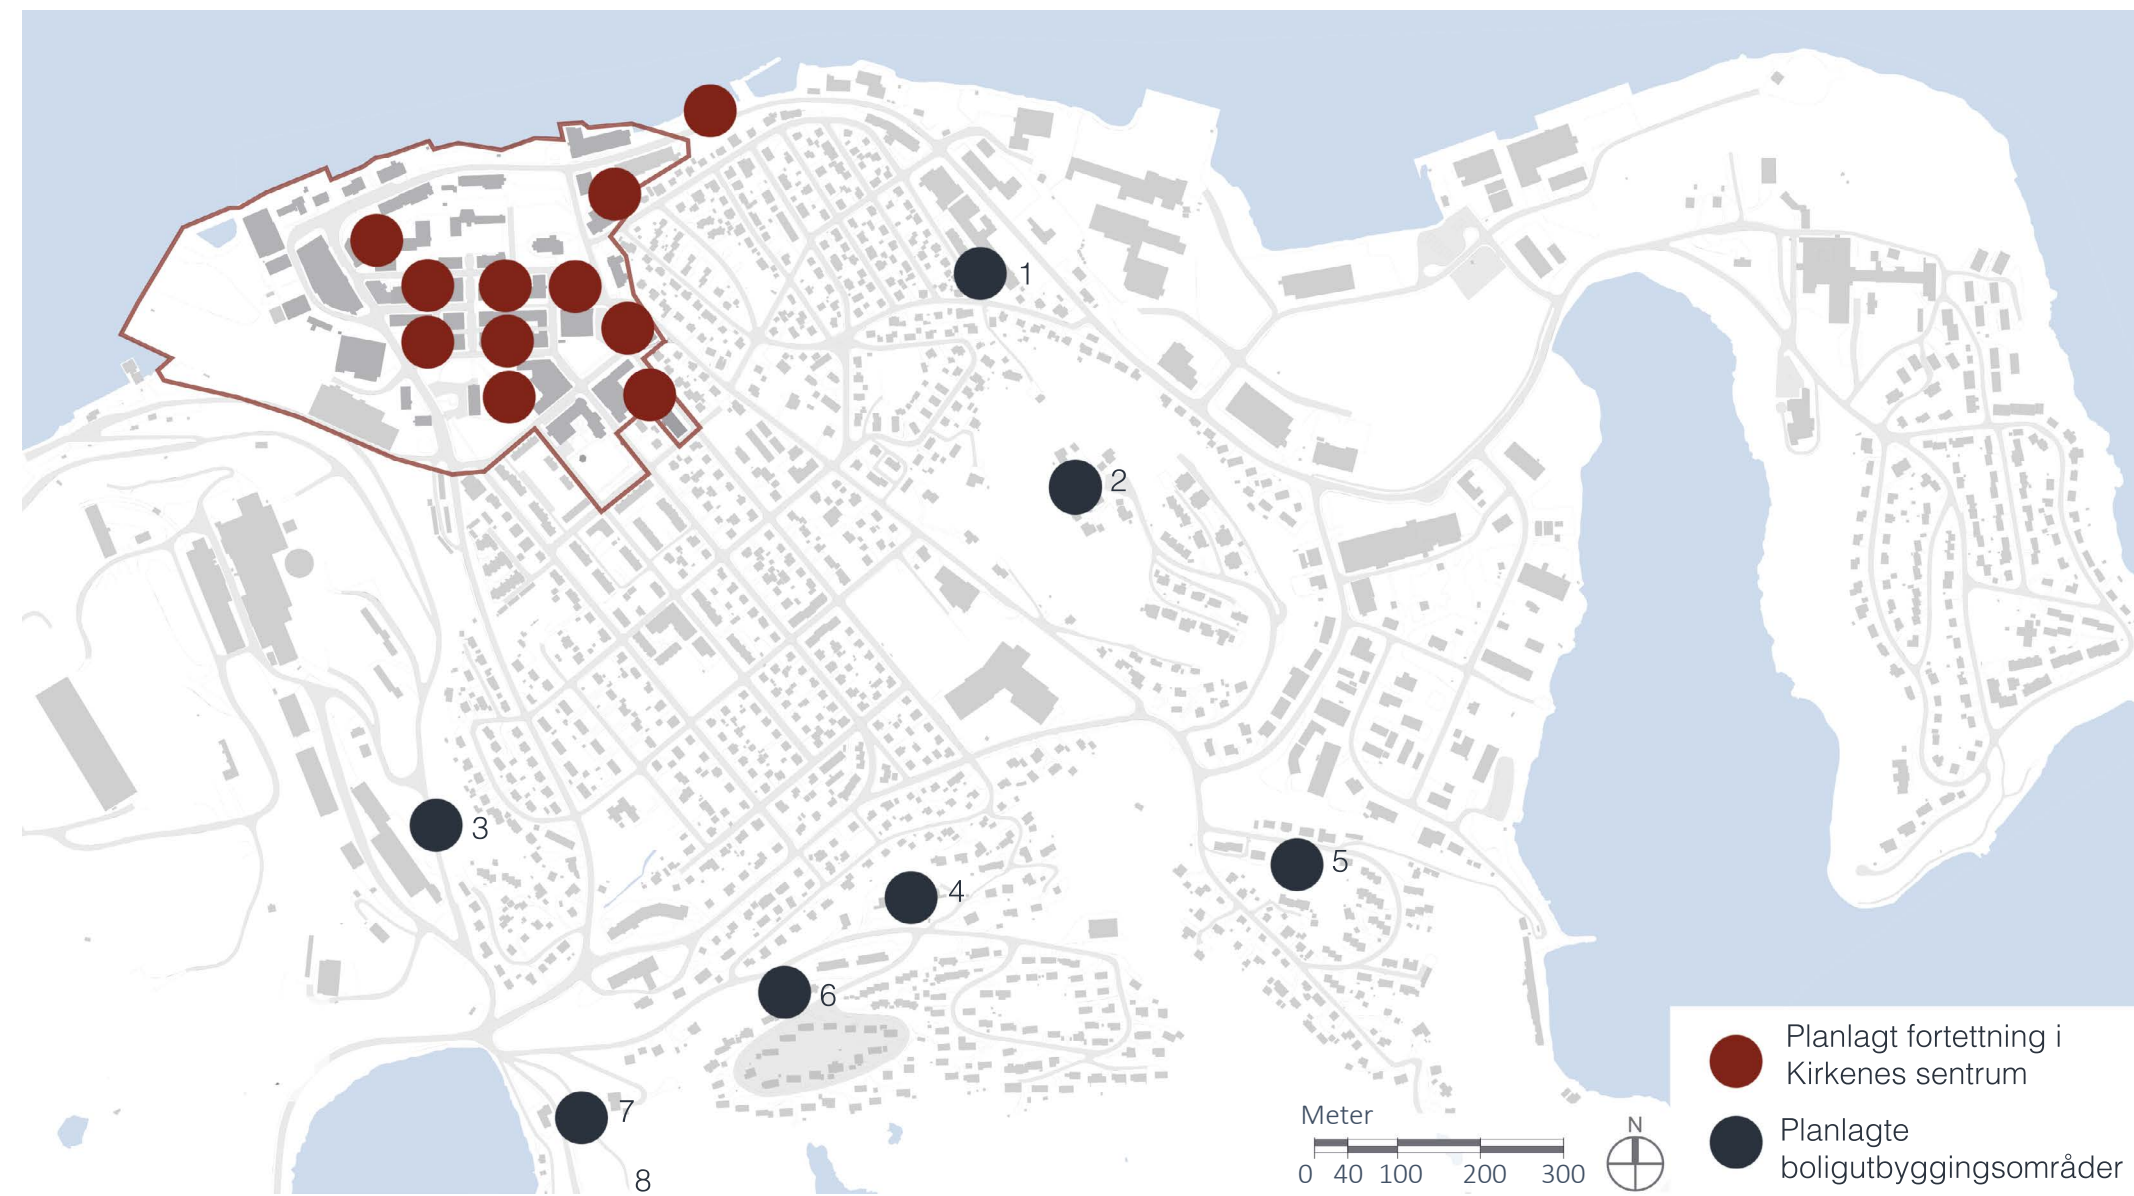 1
2
3
4
5
6
7
8
Planlagt fortettning i
Kirkenes sentrum
Planlagte
boligutbyggingsområder
Meter
0 40 100 200 300
N